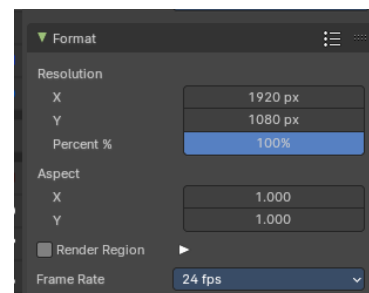 Format
Resolution
X 1920 px
Y 1080 px
Percent % 100%
Aspect
X 1.000
Y 1.000
Render Region
Frame Rate 24 fps